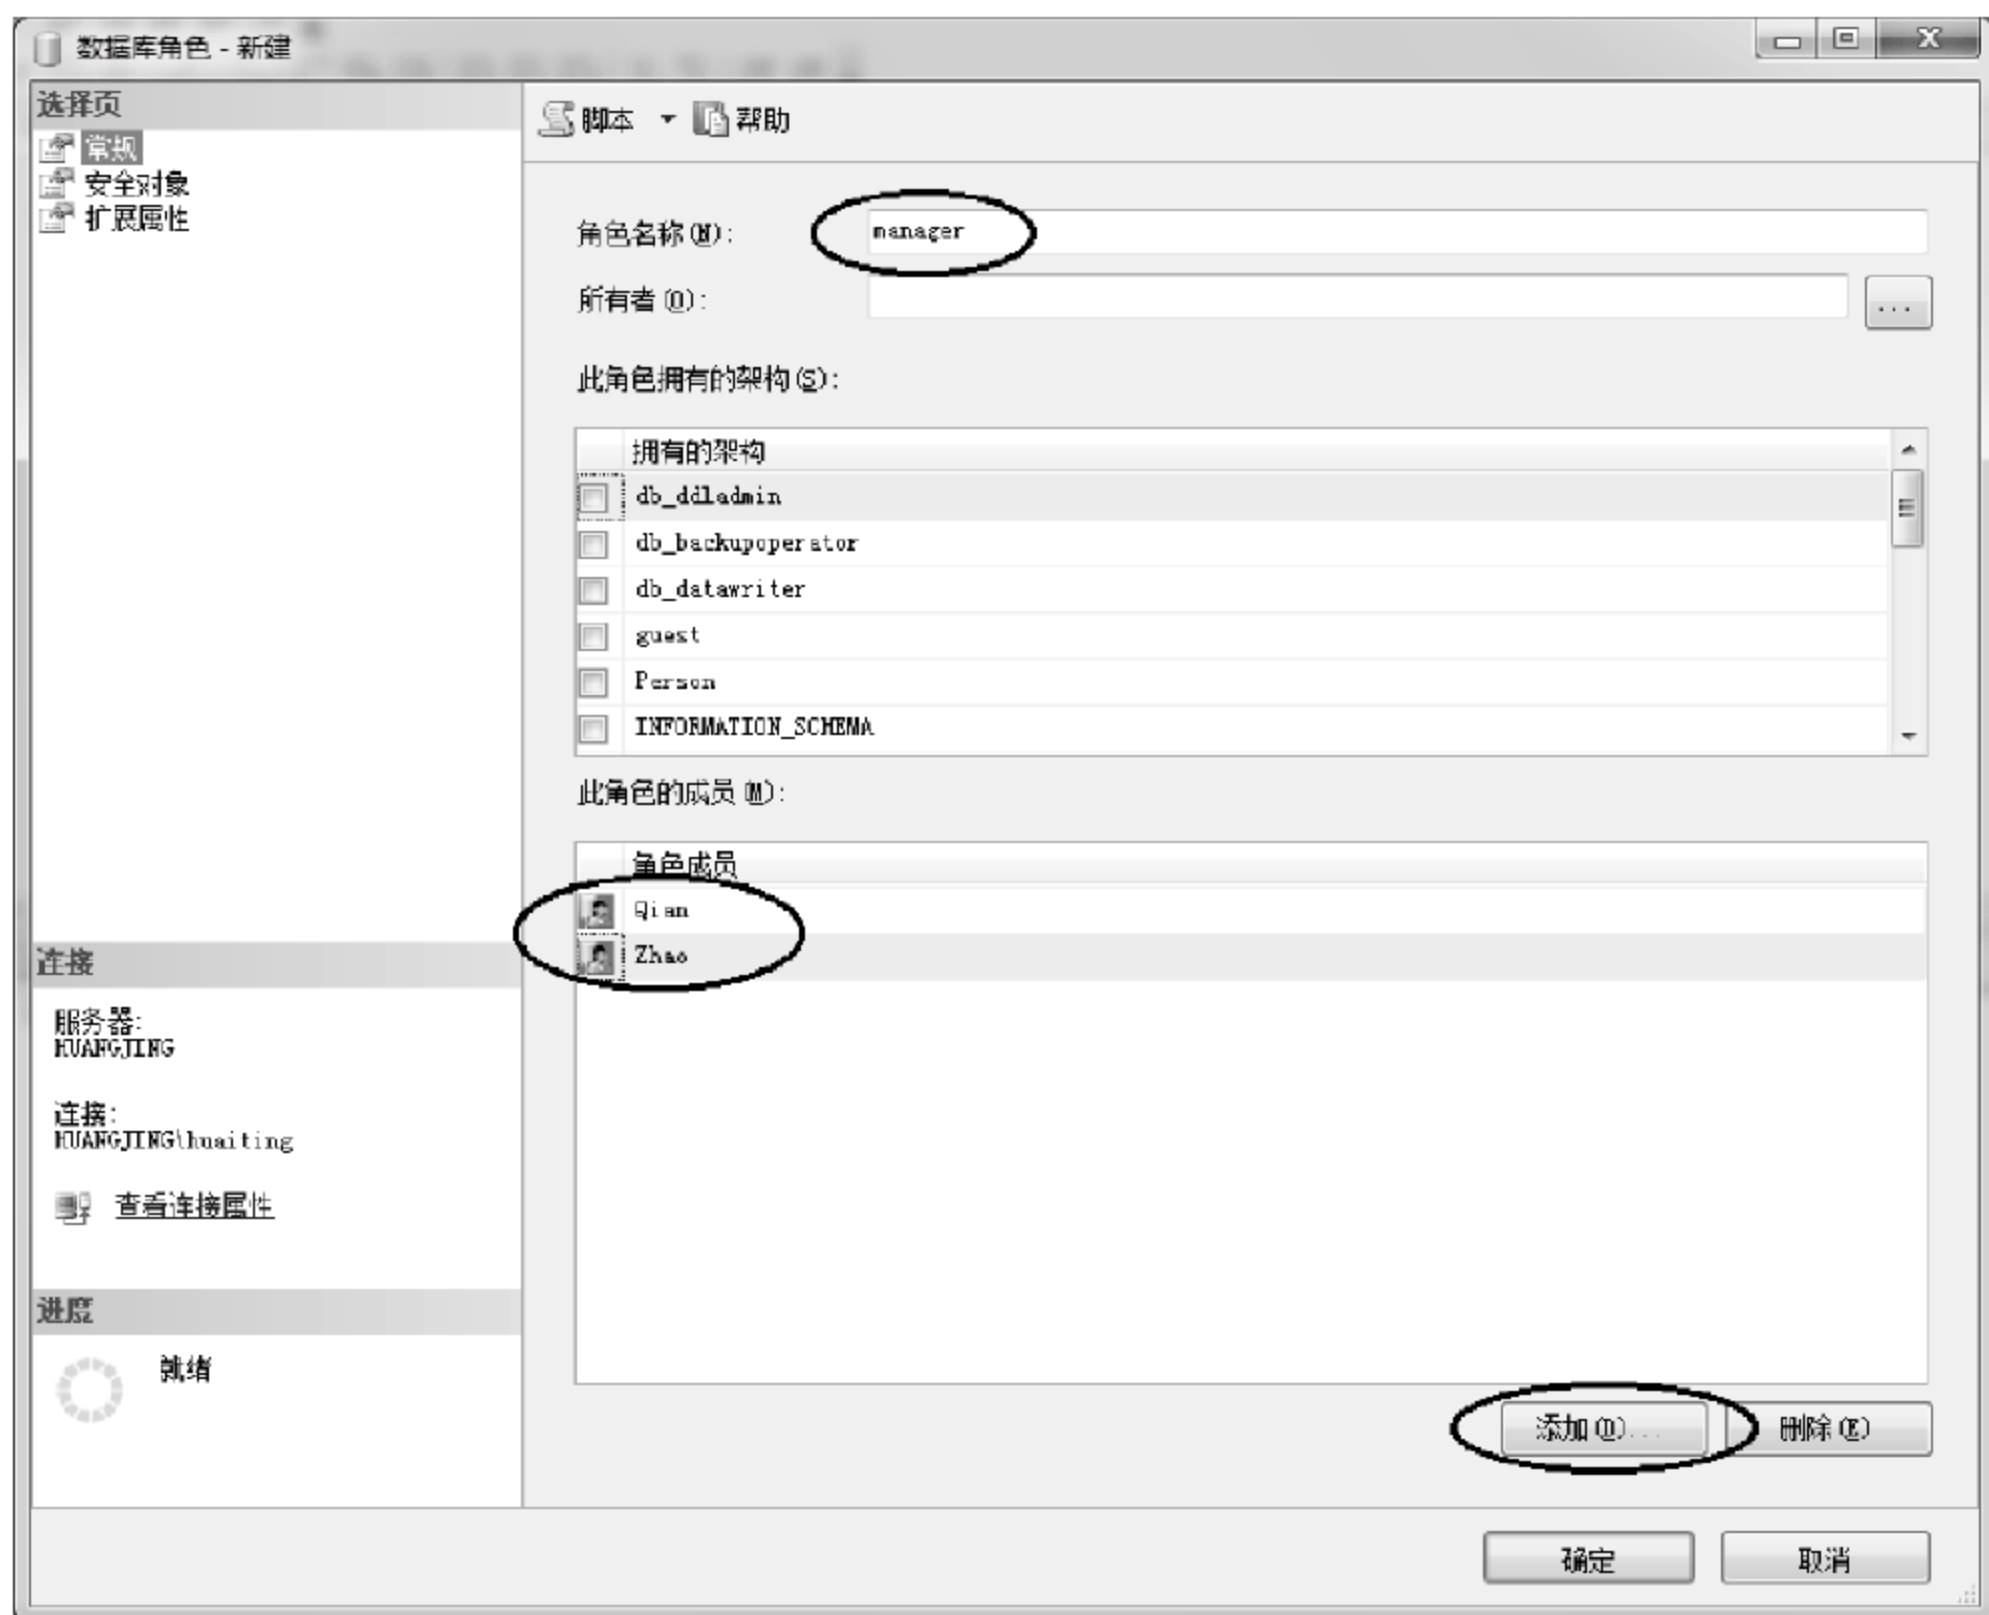 数据库角色 - 新建
选择页
常规
安全对象
扩展属性
脚本
帮助
角色名称(N):
manager
所有者(O):
...
此角色拥有的架构(S):
拥有的架构
db_ddladmin
db_backupoperator
db_datawriter
guest
Person
INFORMATION_SCHEMA
此角色的成员(M):
角色成员
Qian
Zhao
连接
服务器:
HUANGJING
连接:
HUANGJING\huaiting
查看连接属性
进度
就绪
添加(D)...
删除(E)
确定
取消